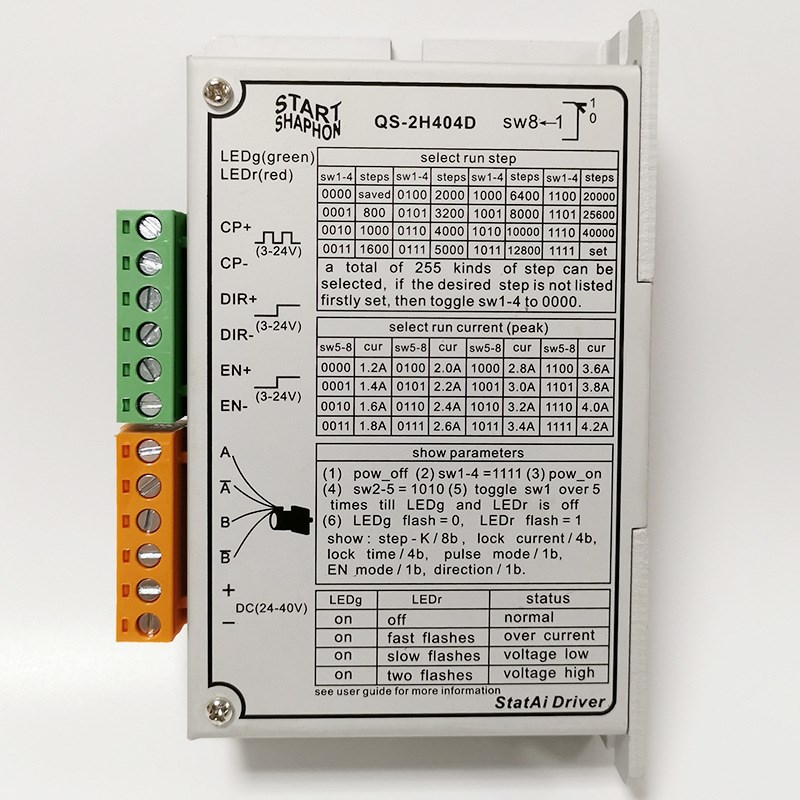 START
SHAPHON
QS-2H404D
sw8←1
1
0
LEDg(green)
LEDr(red)
CP+
(3-24V)
CP-
DIR+
(3-24V)
DIR-
EN+
(3-24V)
EN-
A
A̅
B
B̅
+
DC(24-40V)
−
select run step
sw1-4 steps sw1-4 steps sw1-4 steps sw1-4 steps
0000 saved 0100 2000 1000 6400 1100 20000
0001 800 0101 3200 1001 8000 1101 25600
0010 1000 0110 4000 1010 10000 1110 40000
0011 1600 0111 5000 1011 12800 1111 set
a total of 255 kinds of step can be
selected, if the desired step is not listed
firstly set, then toggle sw1-4 to 0000.
select run current (peak)
sw5-8 cur sw5-8 cur sw5-8 cur sw5-8 cur
0000 1.2A 0100 2.0A 1000 2.8A 1100 3.6A
0001 1.4A 0101 2.2A 1001 3.0A 1101 3.8A
0010 1.6A 0110 2.4A 1010 3.2A 1110 4.0A
0011 1.8A 0111 2.6A 1011 3.4A 1111 4.2A
show parameters
(1) pow_off (2) sw1-4 =1111 (3) pow_on
(4) sw2-5 = 1010 (5) toggle sw1 over 5
times till LEDg and LEDr is off
(6) LEDg flash = 0, LEDr flash = 1
show : step - K / 8b , lock current / 4b,
lock time / 4b, pulse mode / 1b,
EN mode / 1b, direction / 1b.
LEDg LEDr status
on off normal
on fast flashes over current
on slow flashes voltage low
on two flashes voltage high
see user guide for more information
StatAi Driver